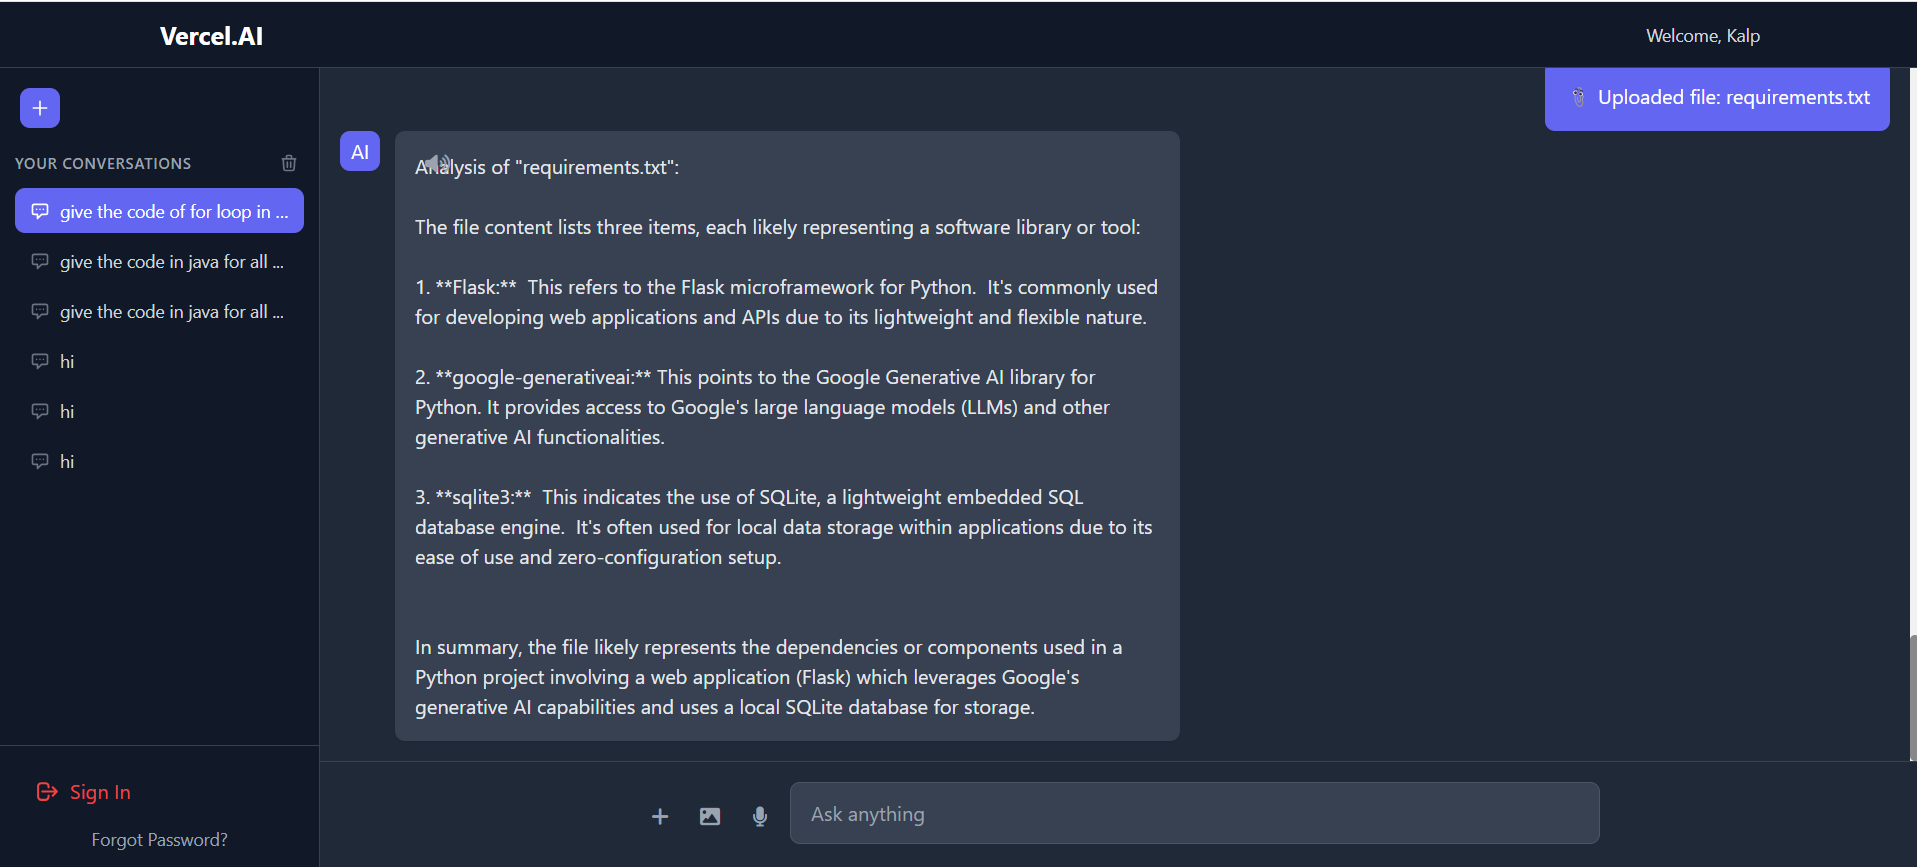 Vercel.AI
Welcome, Kalp
+
YOUR CONVERSATIONS
give the code of for loop in ...
give the code in java for all ...
give the code in java for all ...
hi
hi
hi
Sign In
Forgot Password?
Uploaded file: requirements.txt
AI
Analysis of "requirements.txt":
The file content lists three items, each likely representing a software library or tool:
1. **Flask:**  This refers to the Flask microframework for Python.  It's commonly used
for developing web applications and APIs due to its lightweight and flexible nature.
2. **google-generativeai:** This points to the Google Generative AI library for
Python. It provides access to Google's large language models (LLMs) and other
generative AI functionalities.
3. **sqlite3:**  This indicates the use of SQLite, a lightweight embedded SQL
database engine.  It's often used for local data storage within applications due to its
ease of use and zero-configuration setup.
In summary, the file likely represents the dependencies or components used in a
Python project involving a web application (Flask) which leverages Google's
generative AI capabilities and uses a local SQLite database for storage.
+
Ask anything